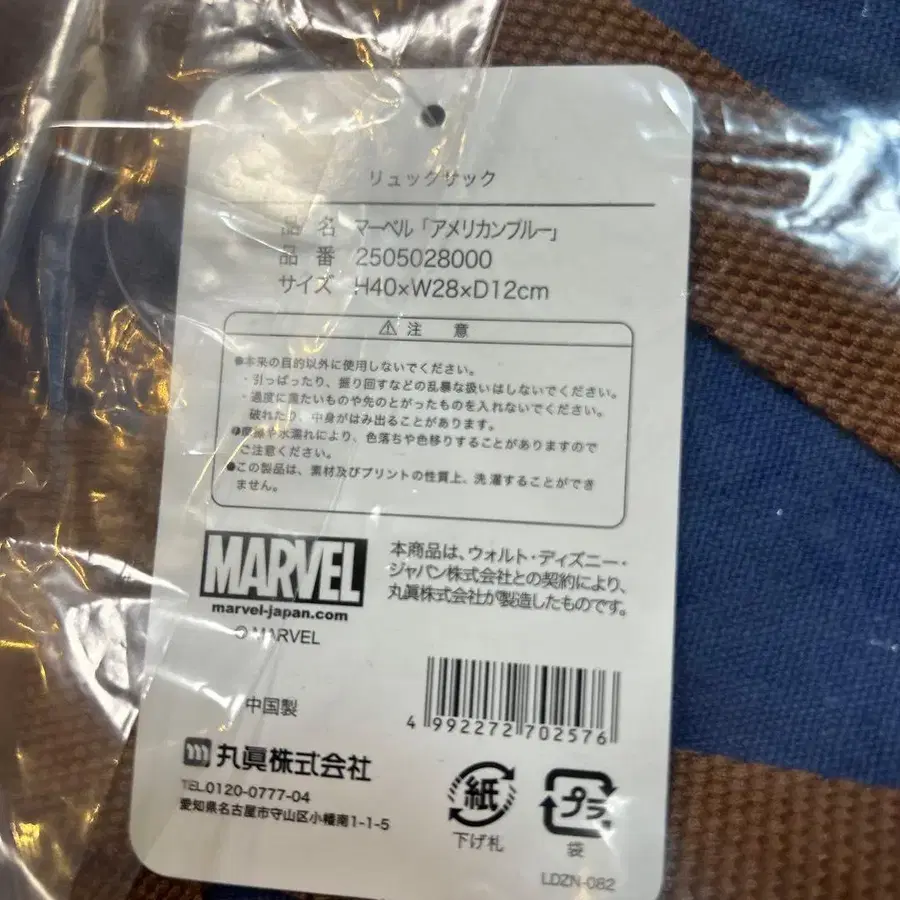 リュックサック
品名 マーベル「アメリカンブルー」
品番 2505028000
サイズ H40×W28×D12cm
⚠ 注 意
●本来の目的以外に使用しないでください。
・引っぱったり、振り回すなどの乱暴な扱いはしないでください。
・過度に重たいものや先のとがったものを入れないでください。
破れたり、中身がはみ出ることがあります。
●摩擦や水濡れにより、色落ちや色移りすることがありますので
ご注意ください。
●この製品は、素材及びプリントの性質上、洗濯することができ
ません。
MARVEL
marvel-japan.com
© MARVEL
本商品は、ウォルト・ディズニー・
ジャパン株式会社との契約により、
丸眞株式会社が製造したものです。
中国製
4 992272 702576
m 丸眞株式会社
TEL.0120-0777-04
愛知県名古屋市守山区小幡南1-1-5
紙
下げ札
プラ
袋
LDZN-082